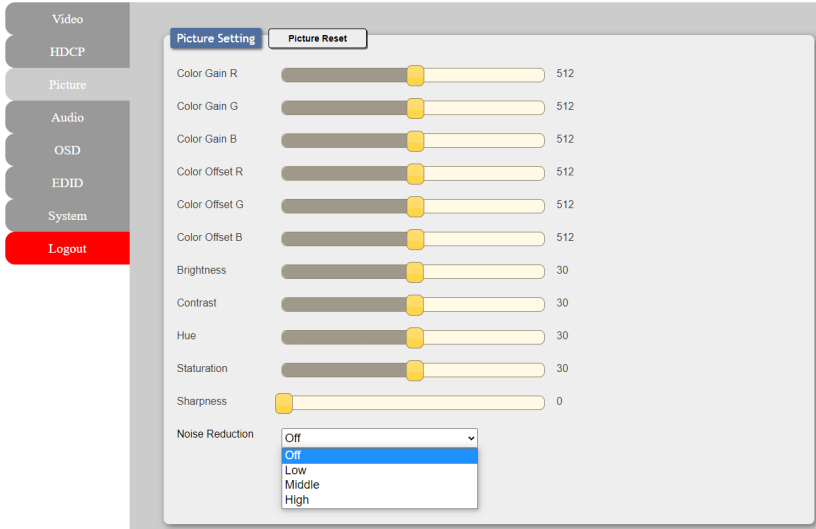 Video
HDCP
Picture
Audio
OSD
EDID
System
Logout
Picture Setting Picture Reset
Color Gain R 512
Color Gain G 512
Color Gain B 512
Color Offset R 512
Color Offset G 512
Color Offset B 512
Brightness 30
Contrast 30
Hue 30
Staturation 30
Sharpness 0
Noise Reduction Off
Off
Low
Middle
High